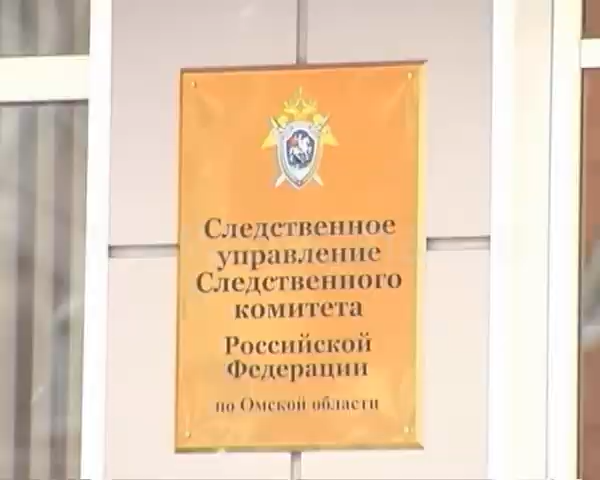 Следственное
управление
Следственного
комитета
Российской
Федерации
по Омской области